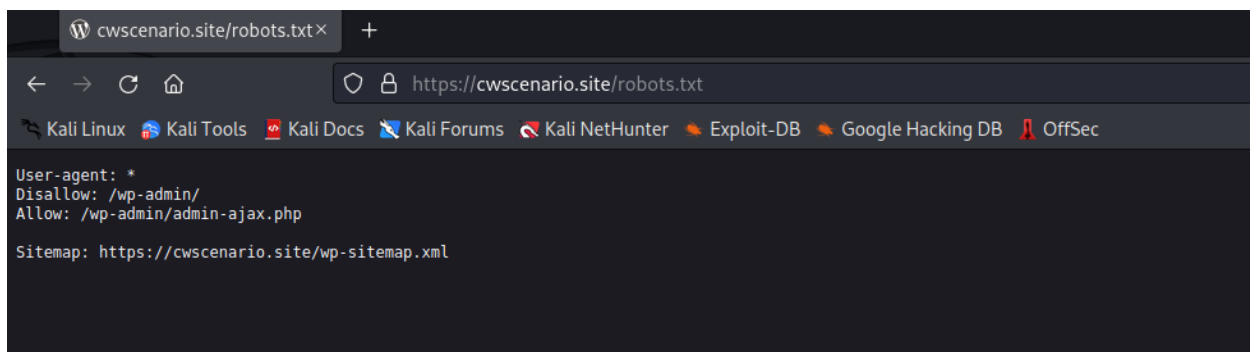 cwscenario.site/robots.txt
https://cwscenario.site/robots.txt
Kali Linux Kali Tools Kali Docs Kali Forums Kali NetHunter Exploit-DB Google Hacking DB OffSec
User-agent: *
Disallow: /wp-admin/
Allow: /wp-admin/admin-ajax.php
Sitemap: https://cwscenario.site/wp-sitemap.xml